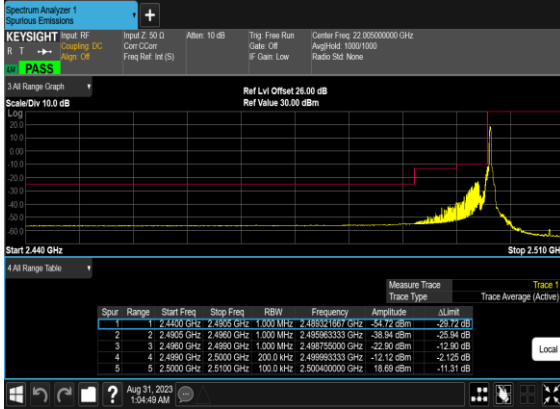 Spectrum Analyzer 1
Spurious Emissions
+
KEYSIGHT Input: RF Input Z: 50 Ω Atten: 10 dB Trig: Free Run Center Freq: 22.005000000 GHz
R T Coupling: DC Corr CCorr Gate: Off Avg|Hold: 1000/1000
Align: Off Freq Ref: Int (S) IF Gain: Low Radio Std: None
PASS
3 All Range Graph
Ref Lvl Offset 26.00 dB
Scale/Div 10.0 dB Ref Value 30.00 dBm
Log
20.0
10.0
0.00
-10.0
-20.0
-30.0
-40.0
-50.0
-60.0
Start 2.440 GHz Stop 2.510 GH
4 All Range Table
Measure Trace Trace 1
Trace Type Trace Average (Active)
Spur Range Start Freq Stop Freq RBW Frequency Amplitude ΔLimit
1 1 2.4400 GHz 2.4905 GHz 1.000 MHz 2.489321667 GHz -54.72 dBm -29.72 dB
2 2 2.4905 GHz 2.4960 GHz 1.000 MHz 2.495963333 GHz -38.94 dBm -25.94 dB
3 3 2.4960 GHz 2.4990 GHz 1.000 MHz 2.498755000 GHz -22.90 dBm -12.90 dB
4 4 2.4990 GHz 2.5000 GHz 200.0 kHz 2.499993333 GHz -12.12 dBm -2.125 dB
5 5 2.5000 GHz 2.5100 GHz 100.0 kHz 2.500400000 GHz 18.69 dBm -11.31 dB
Local
?
Aug 31, 2023
1:04:49 AM